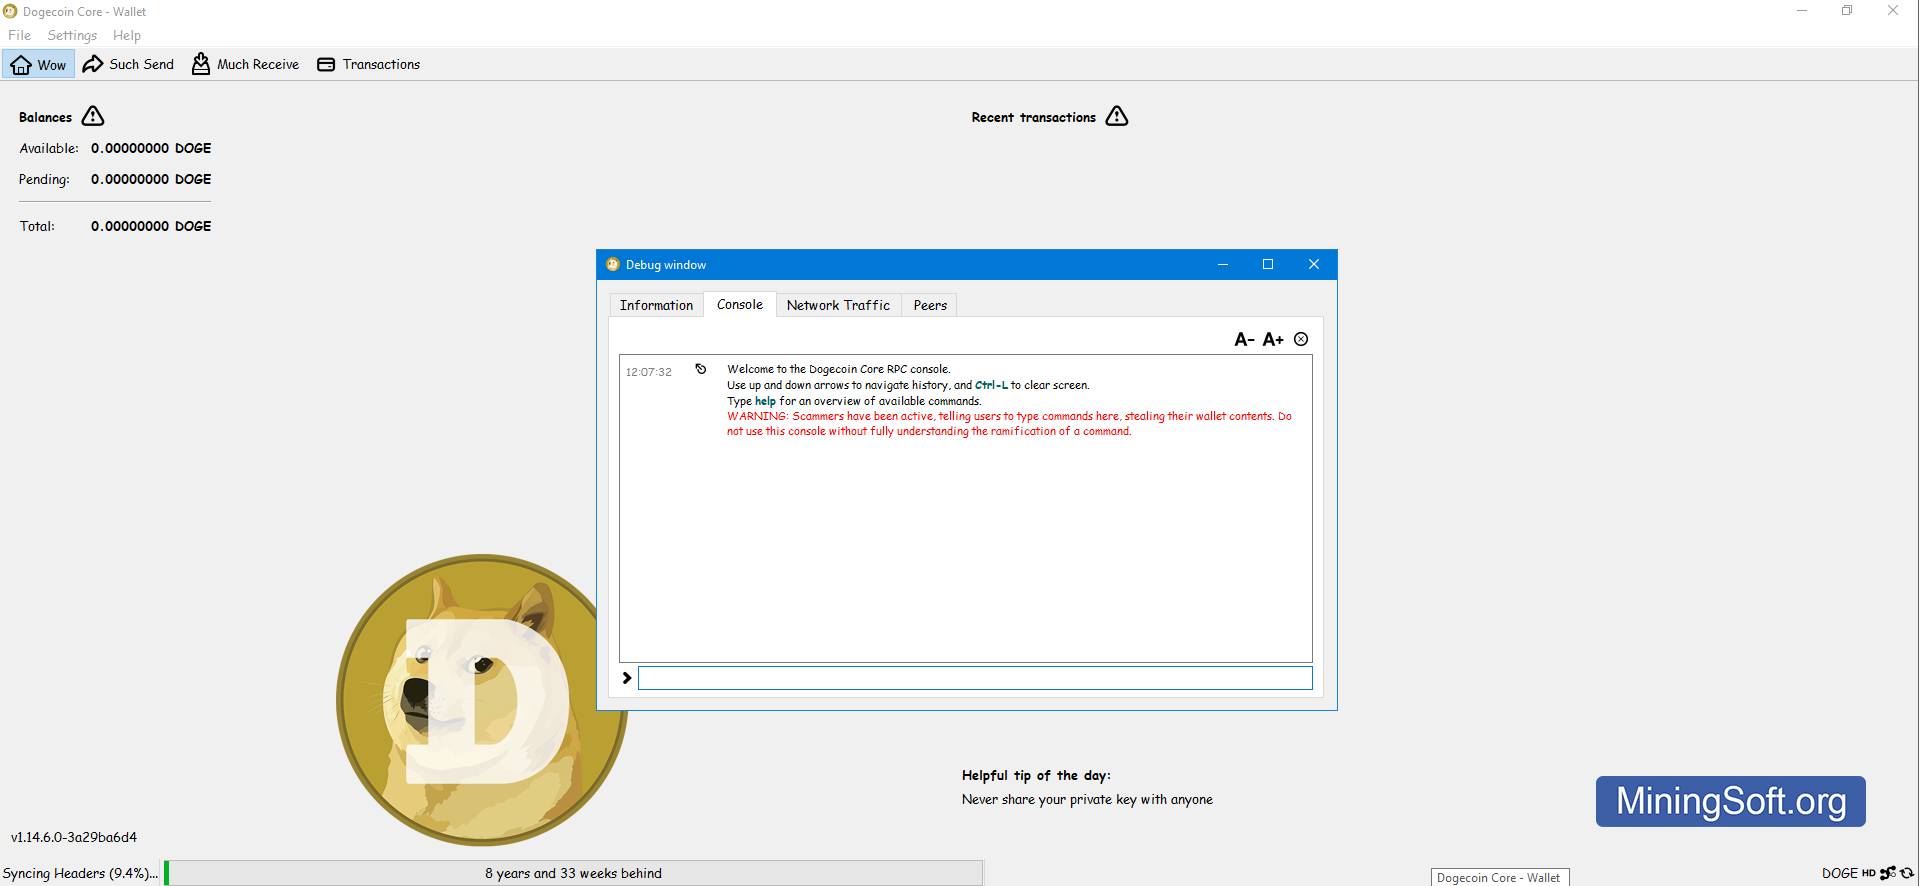 Dogecoin Core - Wallet
File Settings Help
Wow Such Send Much Receive Transactions
Balances
Recent transactions
Available: 0.00000000 DOGE
Pending: 0.00000000 DOGE
Total: 0.00000000 DOGE
Debug window
Information Console Network Traffic Peers
A- A+
12:07:32
Welcome to the Dogecoin Core RPC console.
Use up and down arrows to navigate history, and Ctrl-L to clear screen.
Type help for an overview of available commands.
WARNING: Scammers have been active, telling users to type commands here, stealing their wallet contents. Do
not use this console without fully understanding the ramification of a command.
D
Helpful tip of the day:
Never share your private key with anyone
MiningSoft.org
v1.14.6.0-3a29ba6d4
Syncing Headers (9.4%)...
8 years and 33 weeks behind
Dogecoin Core - Wallet
DOGE HD